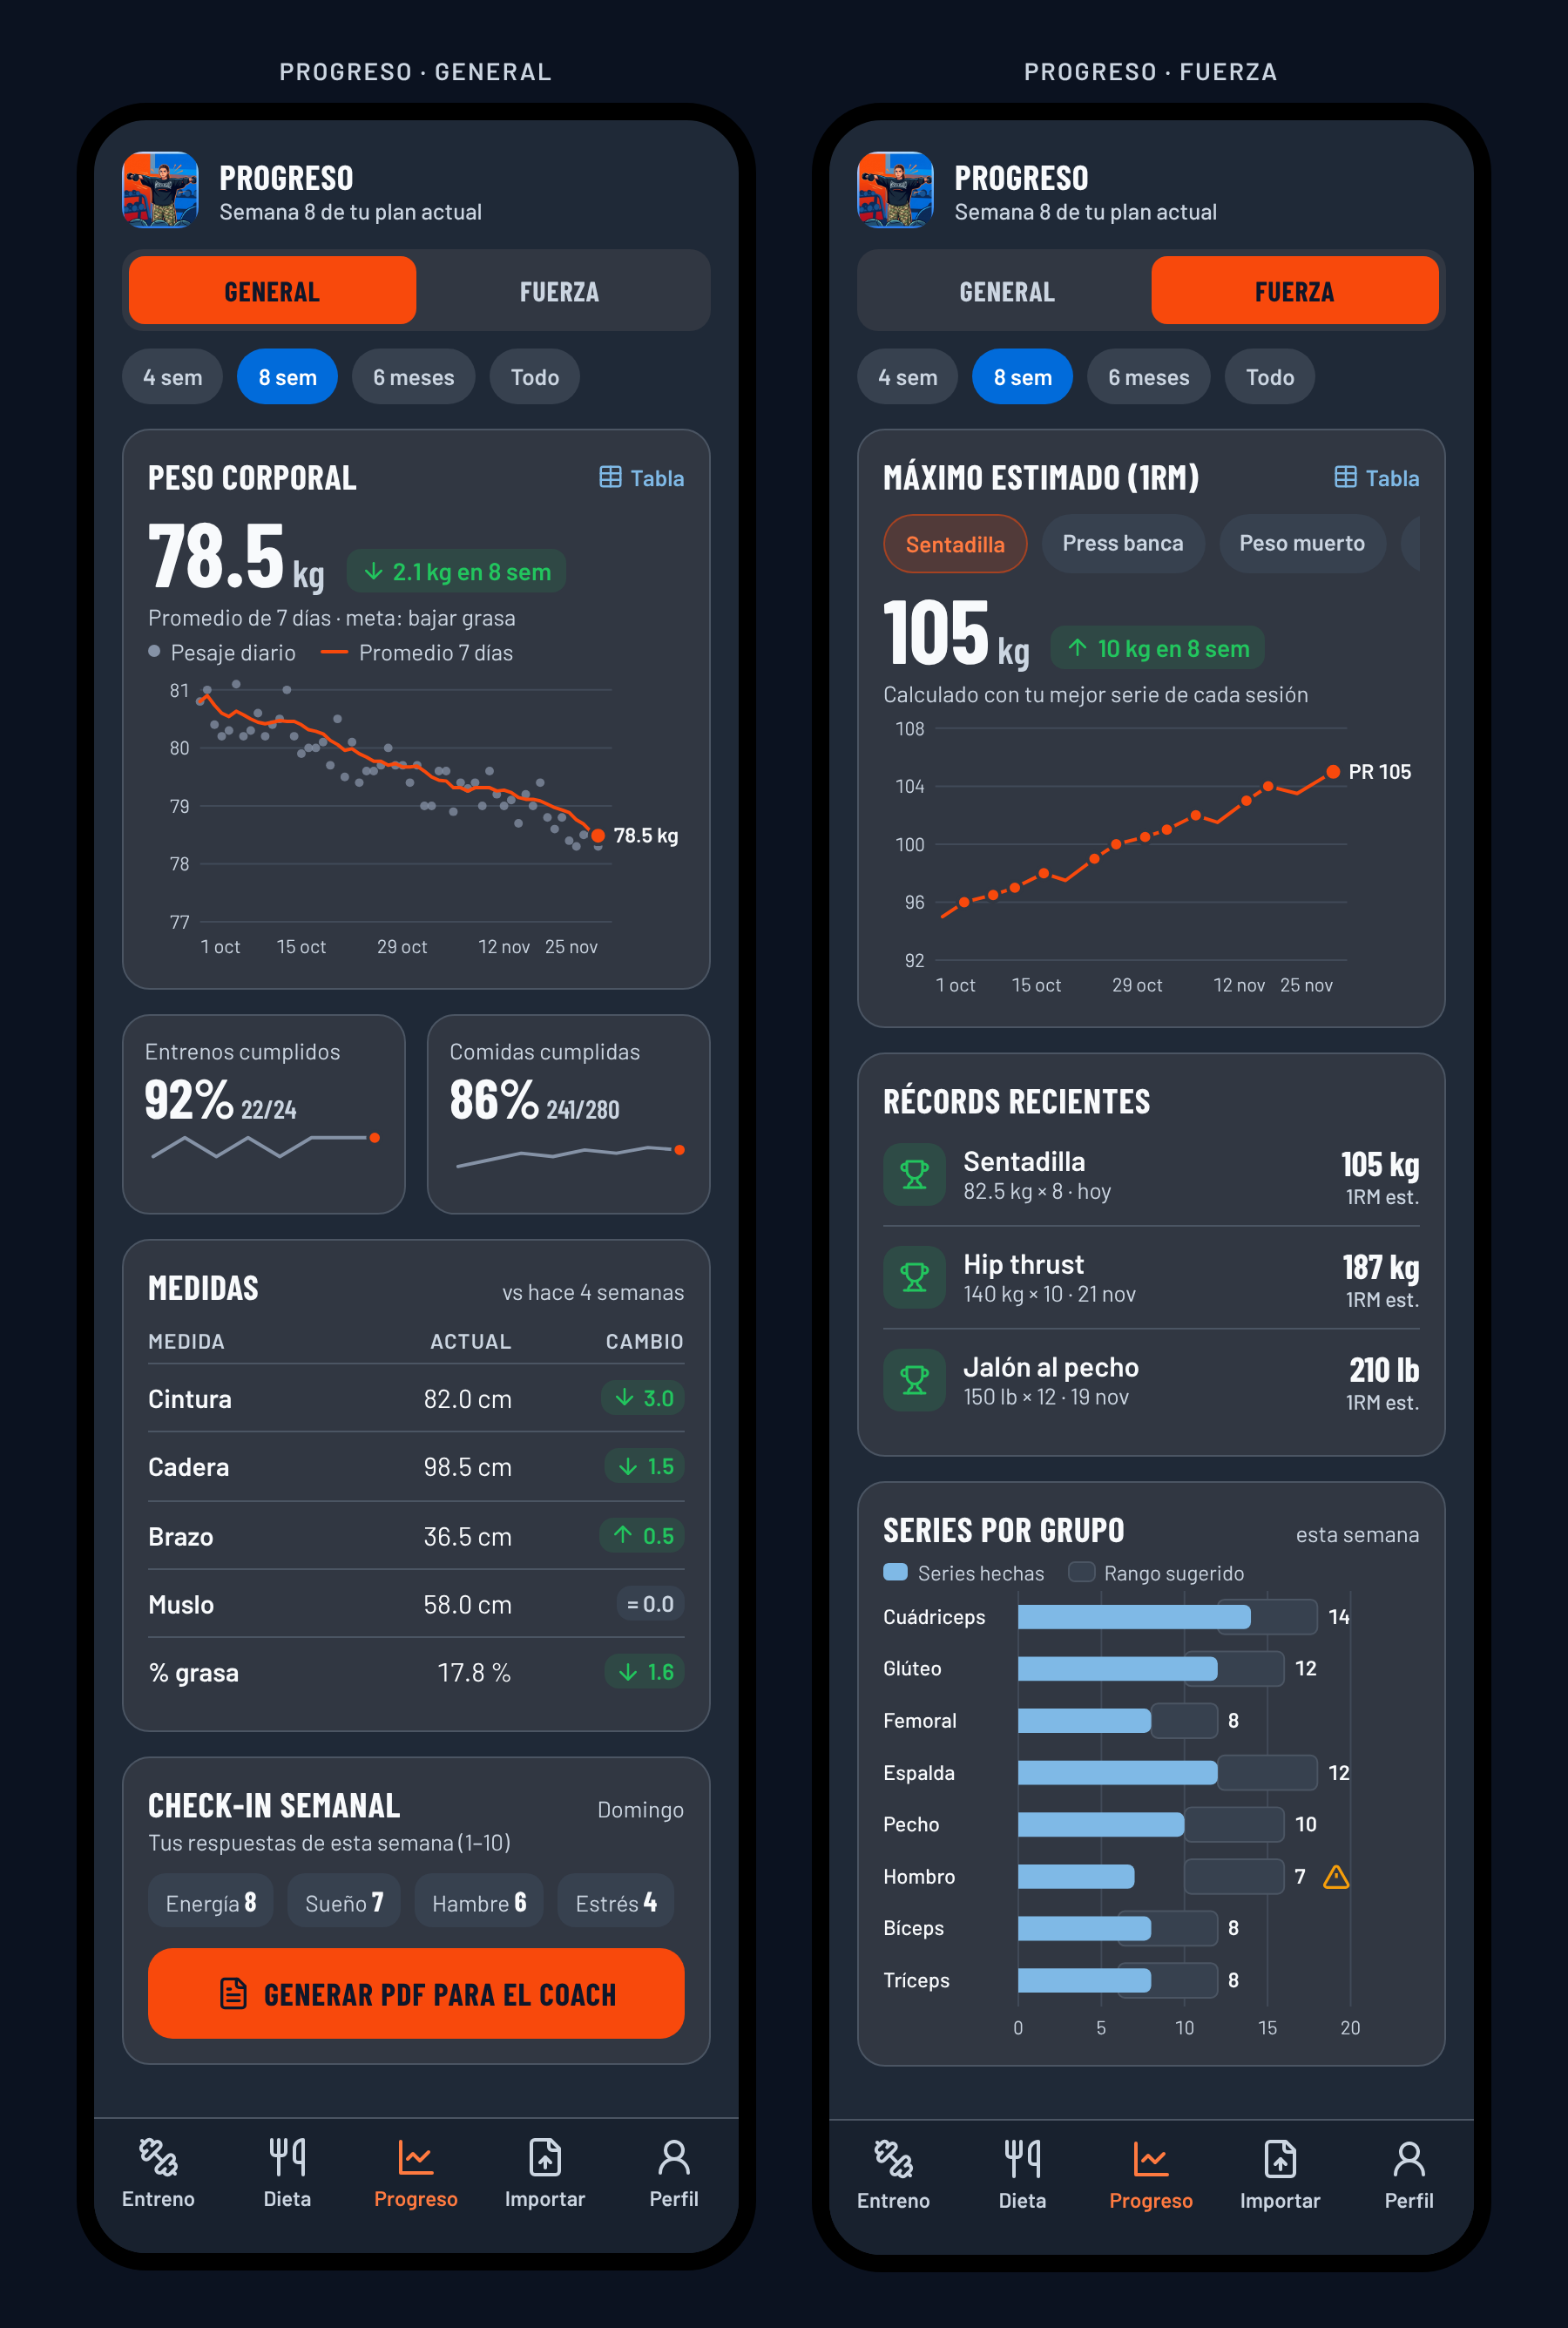 PROGRESO · GENERAL
PROGRESO
Semana 8 de tu plan actual
GENERAL FUERZA
4 sem 8 sem 6 meses Todo
PESO CORPORAL Tabla
78.5 kg ↓ 2.1 kg en 8 sem
Promedio de 7 días · meta: bajar grasa
Pesaje diario Promedio 7 días
81
80
79
78.5 kg
78
77
1 oct 15 oct 29 oct 12 nov 25 nov
Entrenos cumplidos
92% 22/24
Comidas cumplidas
86% 241/280
MEDIDAS vs hace 4 semanas
MEDIDA ACTUAL CAMBIO
Cintura 82.0 cm ↓ 3.0
Cadera 98.5 cm ↓ 1.5
Brazo 36.5 cm ↑ 0.5
Muslo 58.0 cm = 0.0
% grasa 17.8 % ↓ 1.6
CHECK-IN SEMANAL Domingo
Tus respuestas de esta semana (1–10)
Energía 8 Sueño 7 Hambre 6 Estrés 4
GENERAR PDF PARA EL COACH
Entreno Dieta Progreso Importar Perfil
PROGRESO · FUERZA
PROGRESO
Semana 8 de tu plan actual
GENERAL FUERZA
4 sem 8 sem 6 meses Todo
MÁXIMO ESTIMADO (1RM) Tabla
Sentadilla Press banca Peso muerto
105 kg ↑ 10 kg en 8 sem
Calculado con tu mejor serie de cada sesión
108
PR 105
104
100
96
92
1 oct 15 oct 29 oct 12 nov 25 nov
RÉCORDS RECIENTES
Sentadilla 105 kg
82.5 kg × 8 · hoy 1RM est.
Hip thrust 187 kg
140 kg × 10 · 21 nov 1RM est.
Jalón al pecho 210 lb
150 lb × 12 · 19 nov 1RM est.
SERIES POR GRUPO esta semana
Series hechas Rango sugerido
Cuádriceps 14
Glúteo 12
Femoral 8
Espalda 12
Pecho 10
Hombro 7
Bíceps 8
Tríceps 8
0 5 10 15 20
Entreno Dieta Progreso Importar Perfil